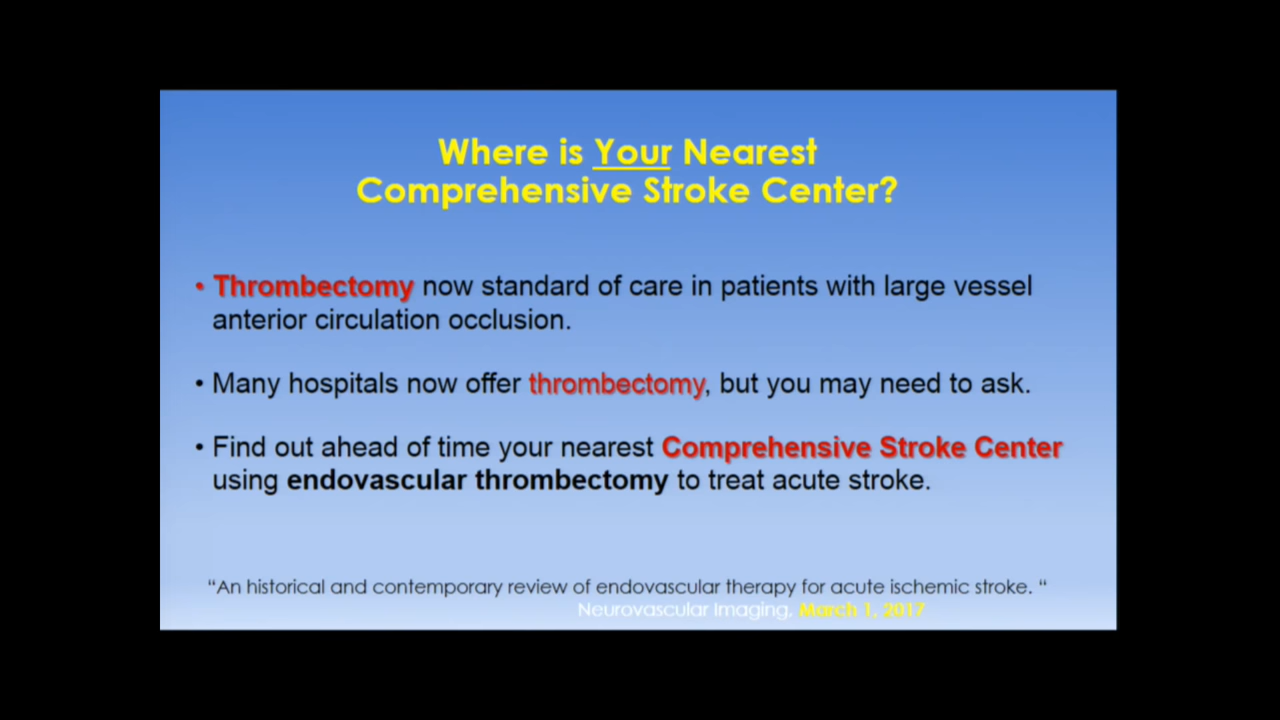 Where is Your Nearest
Comprehensive Stroke Center?
• Thrombectomy now standard of care in patients with large vessel
anterior circulation occlusion.
• Many hospitals now offer thrombectomy, but you may need to ask.
• Find out ahead of time your nearest Comprehensive Stroke Center
using endovascular thrombectomy to treat acute stroke.
“An historical and contemporary review of endovascular therapy for acute ischemic stroke. “
Neurovascular Imaging, March 1, 2017